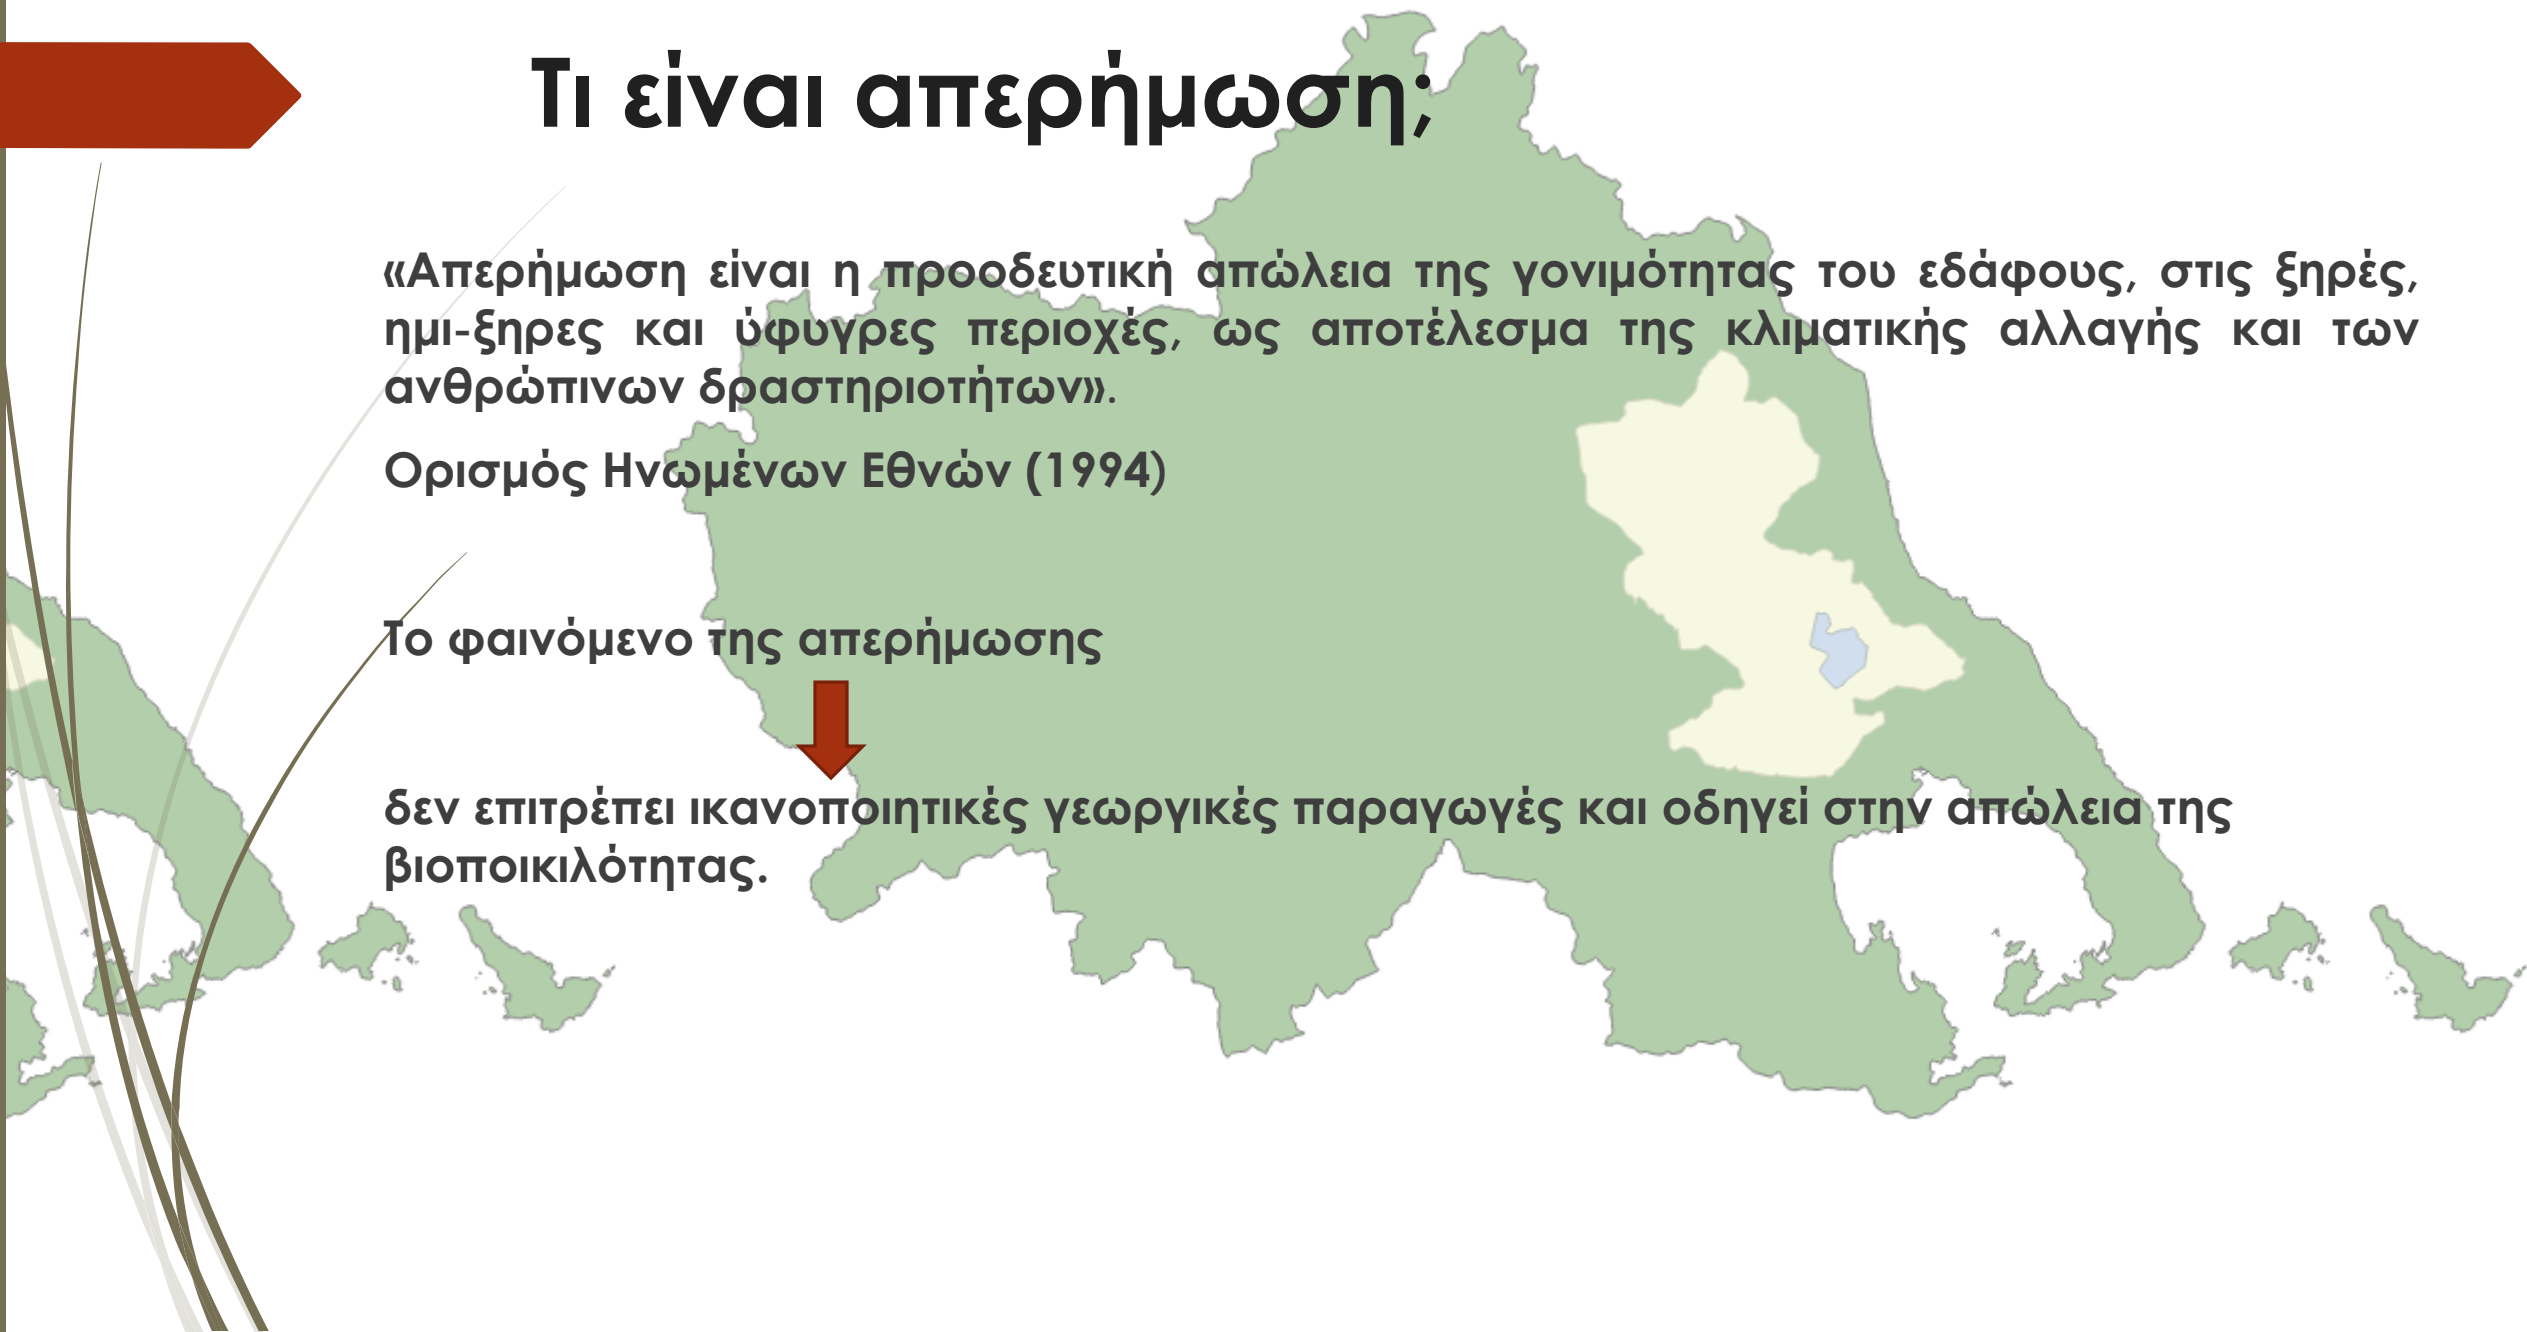 Τι είναι απερήμωση;
«Απερήμωση είναι η προοδευτική απώλεια της γονιμότητας του εδάφους, στις ξηρές,
ημι-ξηρες και ύφυγρες περιοχές, ως αποτέλεσμα της κλιματικής αλλαγής και των
ανθρώπινων δραστηριοτήτων».
Ορισμός Ηνωμένων Εθνών (1994)
Το φαινόμενο της απερήμωσης
δεν επιτρέπει ικανοποιητικές γεωργικές παραγωγές και οδηγεί στην απώλεια της
βιοποικιλότητας.